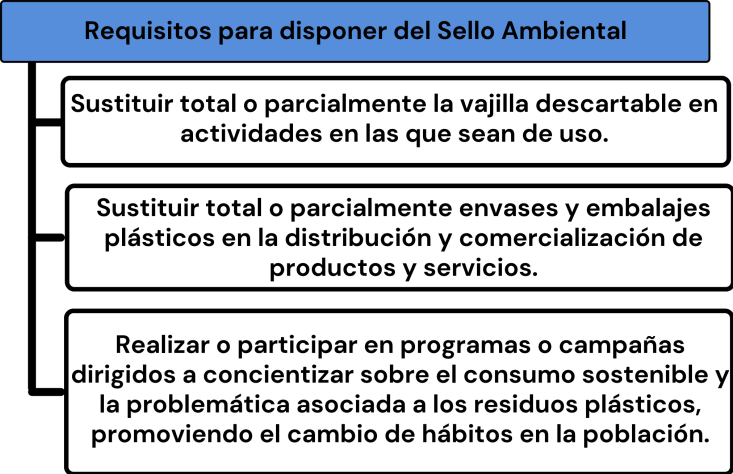 Requisitos para disponer del Sello Ambiental
Sustituir total o parcialmente la vajilla descartable en
actividades en las que sean de uso.
Sustituir total o parcialmente envases y embalajes
plásticos en la distribución y comercialización de
productos y servicios.
Realizar o participar en programas o campañas
dirigidos a concientizar sobre el consumo sostenible y
la problemática asociada a los residuos plásticos,
promoviendo el cambio de hábitos en la población.